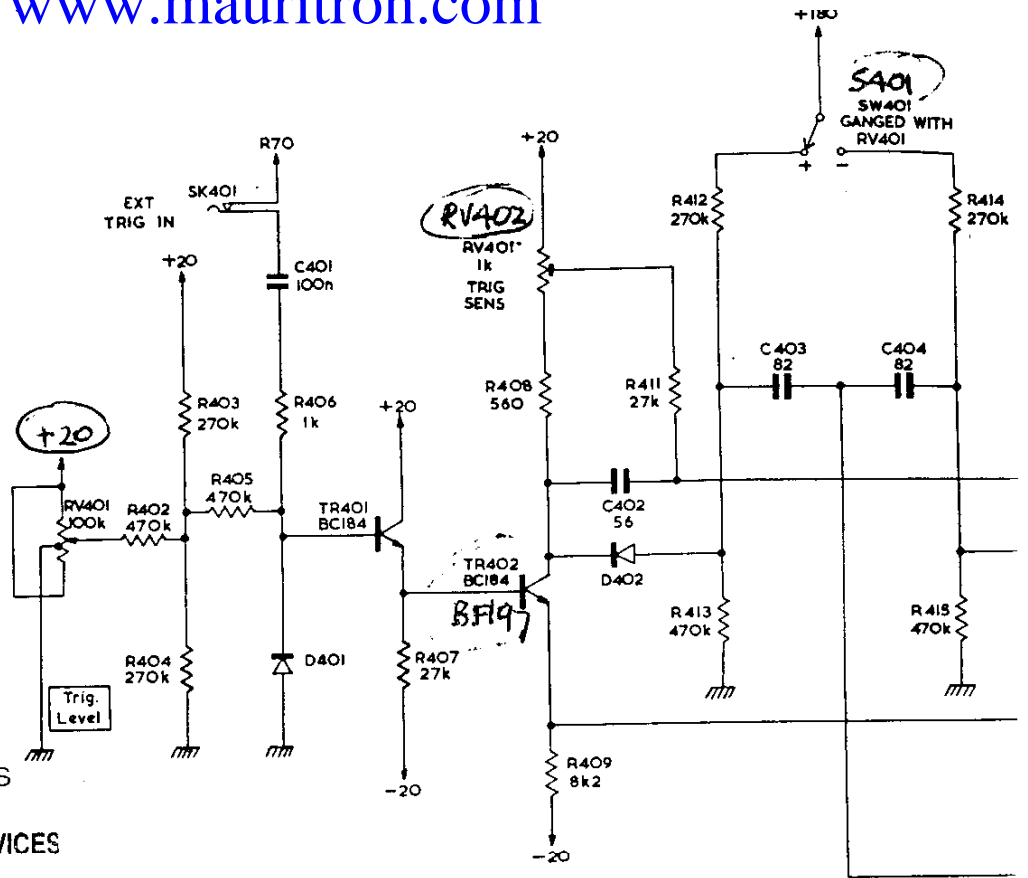 www.mauritron.com
+180
S401
SW401
GANGED WITH
RV401
+ -
R70
SK401
EXT
TRIG IN
+20
C401
100n
+20
RV402
RV401
1k
TRIG
SENS
R412
270k
R414
270k
C403
82
C404
82
+20
R403
270k
R406
1k
+20
R408
560
R411
27k
RV401
100k
R402
470k
R405
470k
TR401
BC184
C402
56
TR402
BC184
BF197
D402
R413
470k
R415
470k
R404
270k
D401
R407
27k
Trig.
Level
-20
R409
8k2
-20
S
VICES